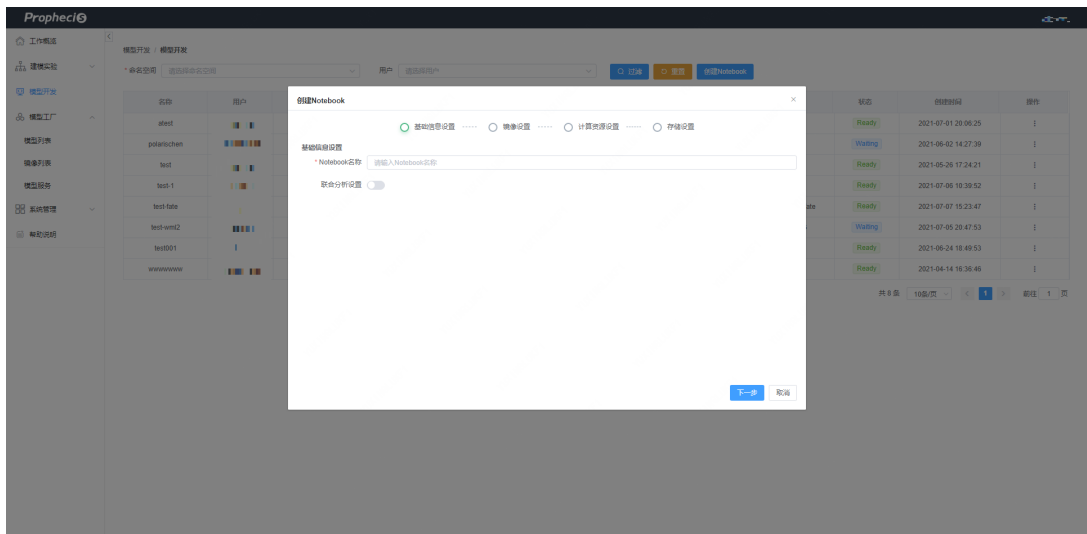 Prophecis
工作概览
建模实验
模型开发
模型工厂
模型列表
镜像列表
模型服务
系统管理
帮助说明
模型开发 / 模型开发
* 命名空间 请选择命名空间 用户 请选择用户 过滤 重置 创建Notebook
名称 用户 状态 创建时间 操作
atest Ready 2021-07-01 20:06:25
polarischen Waiting 2021-06-02 14:27:39
test Ready 2021-05-26 17:24:21
test-1 Ready 2021-07-06 10:39:52
test-fate ate Ready 2021-07-07 15:23:47
test-wml2 Waiting 2021-07-05 20:47:53
test001 Ready 2021-06-24 18:49:53
wwwwwww Ready 2021-04-14 16:36:46
共 8 条 10条/页 1 前往 1 页
创建Notebook
基础信息设置 镜像设置 计算资源设置 存储设置
基础信息设置
* Notebook名称 请输入Notebook名称
联合分析设置
下一步 取消